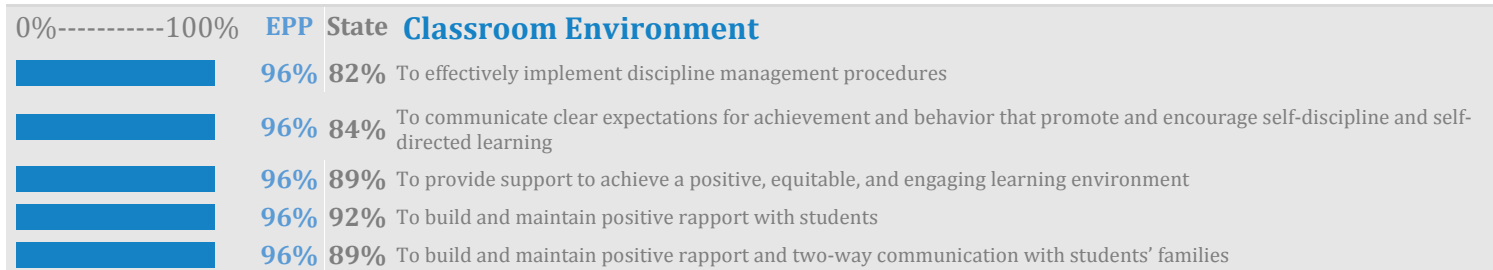 0%-----------100% EPP State Classroom Environment
96% 82% To effectively implement discipline management procedures
96% 84% To communicate clear expectations for achievement and behavior that promote and encourage self-discipline and self-
directed learning
96% 89% To provide support to achieve a positive, equitable, and engaging learning environment
96% 92% To build and maintain positive rapport with students
96% 89% To build and maintain positive rapport and two-way communication with students’ families